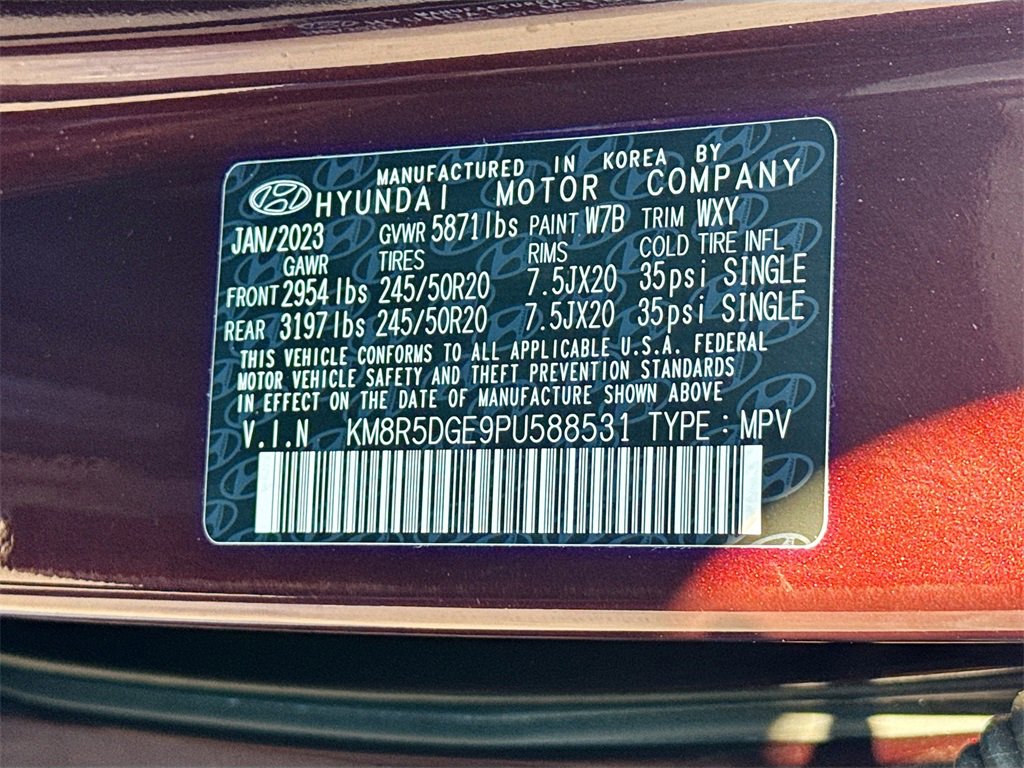 MANUFACTURED IN KOREA BY
HYUNDAI MOTOR COMPANY
JAN/2023 GVWR 5871lbs PAINT W7B TRIM WXY
GAWR TIRES RIMS COLD TIRE INFL
FRONT 2954lbs 245/50R20 7.5JX20 35psi SINGLE
REAR 3197lbs 245/50R20 7.5JX20 35psi SINGLE
THIS VEHICLE CONFORMS TO ALL APPLICABLE U.S.A. FEDERAL
MOTOR VEHICLE SAFETY AND THEFT PREVENTION STANDARDS
IN EFFECT ON THE DATE OF MANUFACTURE SHOWN ABOVE
V.I.N KM8R5DGE9PU588531 TYPE : MPV